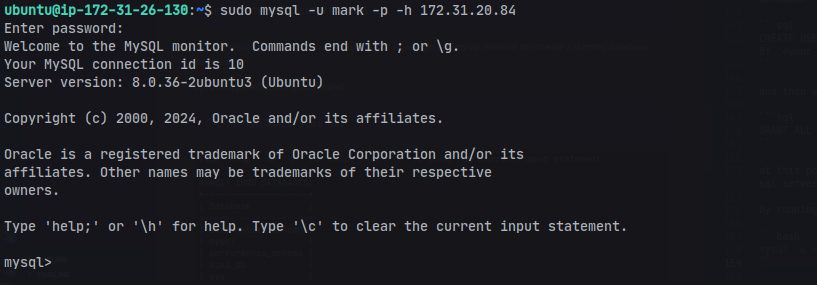 ubuntu@ip-172-31-26-130:~$ sudo mysql -u mark -p -h 172.31.20.84
Enter password:
Welcome to the MySQL monitor.  Commands end with ; or \g.
Your MySQL connection id is 10
Server version: 8.0.36-2ubuntu3 (Ubuntu)
Copyright (c) 2000, 2024, Oracle and/or its affiliates.
Oracle is a registered trademark of Oracle Corporation and/or its
affiliates. Other names may be trademarks of their respective
owners.
Type 'help;' or '\h' for help. Type '\c' to clear the current input statement.
mysql>